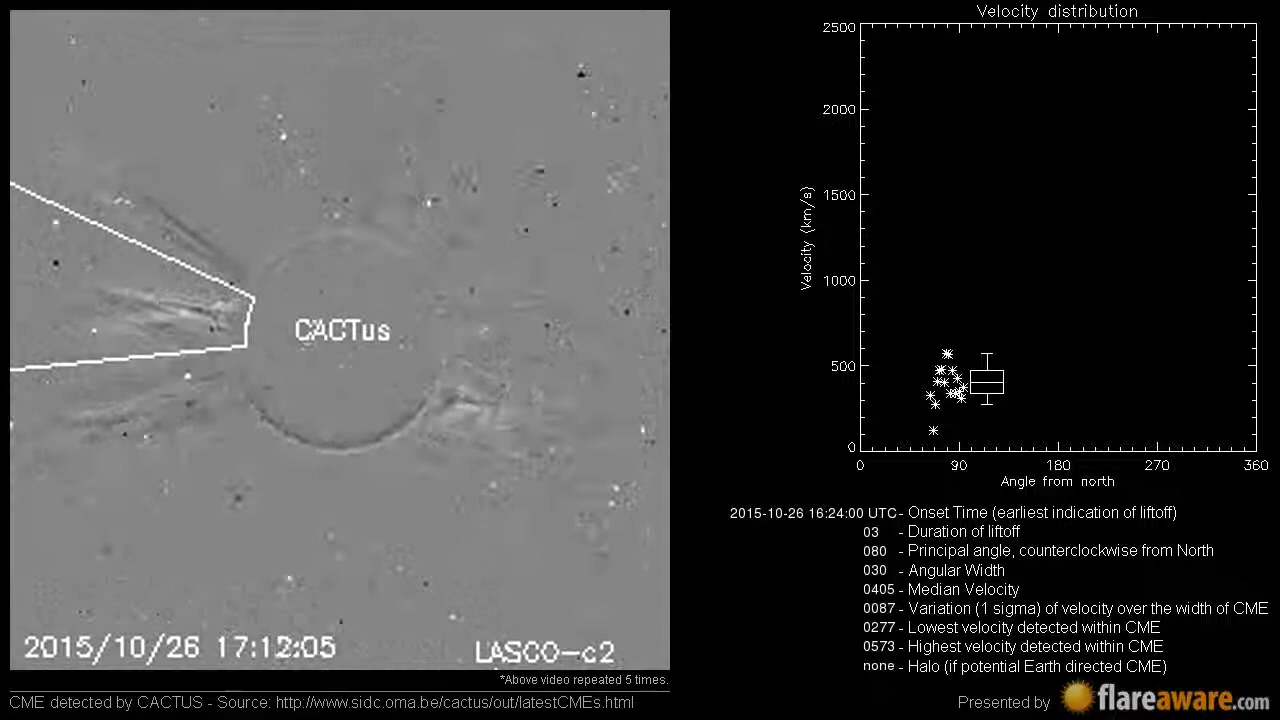 CACTus
2015/10/26 17:12:05
LASCO-c2
*Above video repeated 5 times.
CME detected by CACTUS - Source: http://www.sidc.oma.be/cactus/out/latestCMEs.html
Velocity distribution
Velocity (km/s)
2500
2000
1500
1000
500
0
0 90 180 270 360
Angle from north
2015-10-26 16:24:00 UTC - Onset Time (earliest indication of liftoff)
03 - Duration of liftoff
080 - Principal angle, counterclockwise from North
030 - Angular Width
0405 - Median Velocity
0087 - Variation (1 sigma) of velocity over the width of CME
0277 - Lowest velocity detected within CME
0573 - Highest velocity detected within CME
none - Halo (if potential Earth directed CME)
Presented by flareaware.com